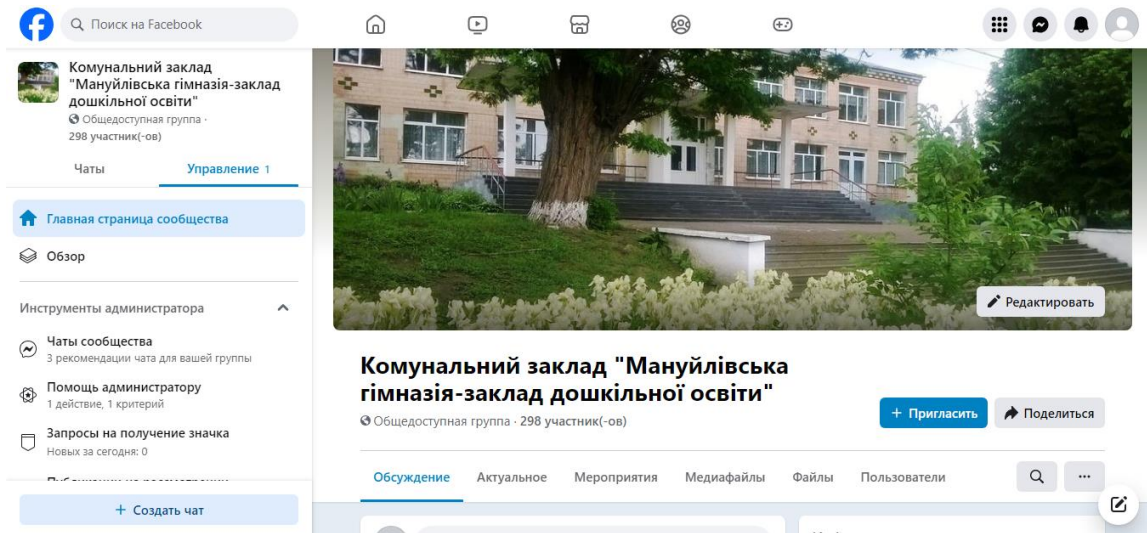 Поиск на Facebook
Комунальний заклад
"Мануйлівська гімназія-заклад
дошкільної освіти"
Общедоступная группа ·
298 участник(-ов)
Чаты
Управление 1
Главная страница сообщества
Обзор
Инструменты администратора
Чаты сообщества
3 рекомендации чата для вашей группы
Помощь администратору
1 действие, 1 критерий
Запросы на получение значка
Новых за сегодня: 0
+ Создать чат
Редактировать
Комунальний заклад "Мануйлівська
гімназія-заклад дошкільної освіти"
Общедоступная группа · 298 участник(-ов)
+ Пригласить
Поделиться
Обсуждение
Актуальное
Мероприятия
Медиафайлы
Файлы
Пользователи